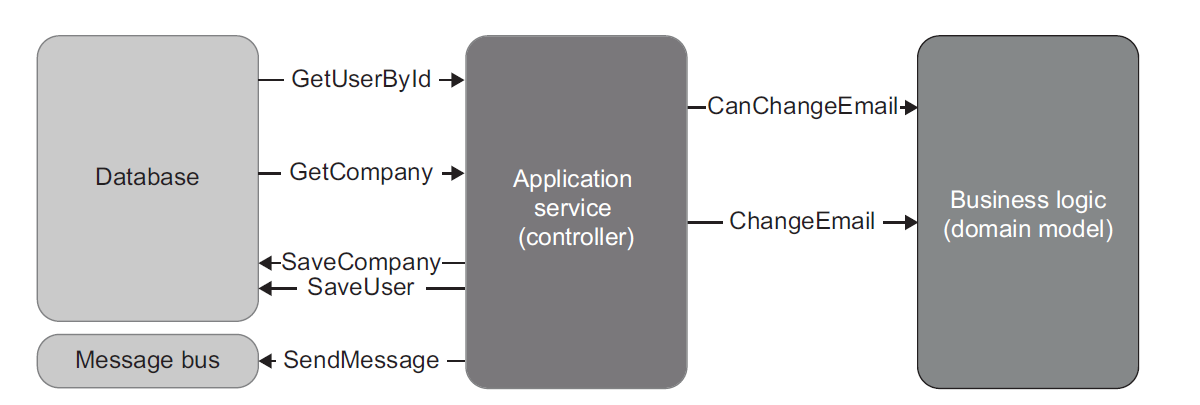 Database
GetUserById
GetCompany
SaveCompany
SaveUser
Message bus
SendMessage
Application
service
(controller)
CanChangeEmail
ChangeEmail
Business logic
(domain model)